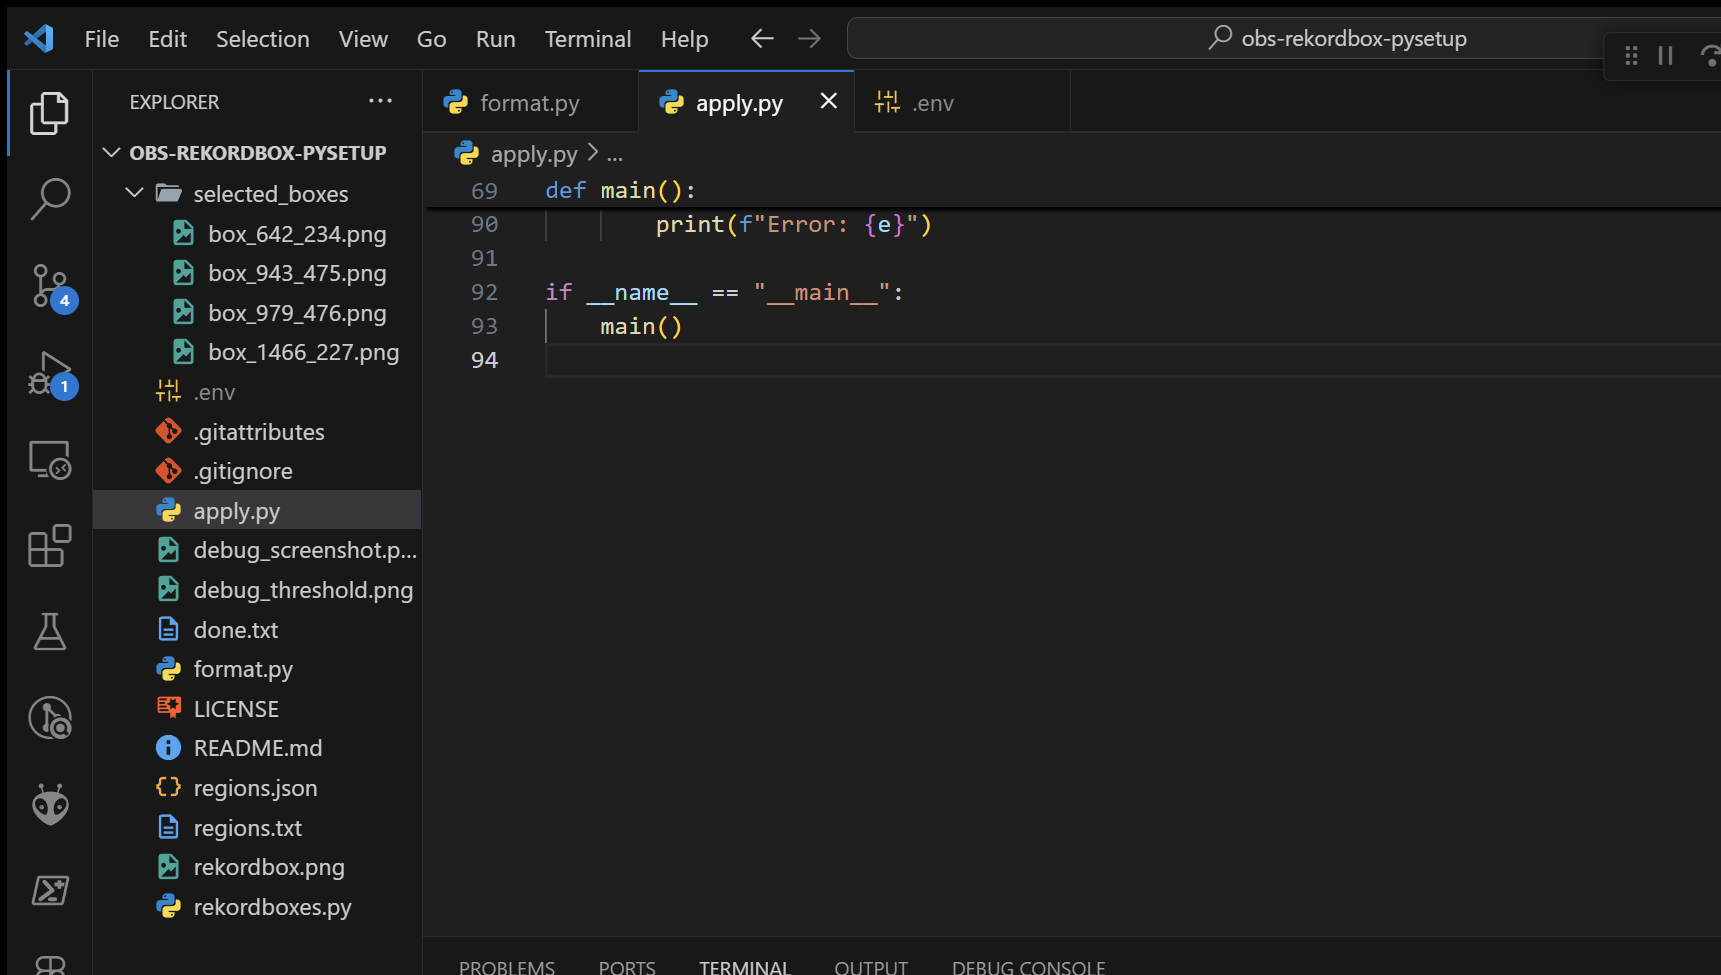 File Edit Selection View Go Run Terminal Help
obs-rekordbox-pysetup
EXPLORER
OBS-REKORDBOX-PYSETUP
selected_boxes
box_642_234.png
box_943_475.png
box_979_476.png
box_1466_227.png
.env
.gitattributes
.gitignore
apply.py
debug_screenshot.p...
debug_threshold.png
done.txt
format.py
LICENSE
README.md
regions.json
regions.txt
rekordbox.png
rekordboxes.py
4
1
format.py
apply.py
.env
apply.py > ...
69 def main():
90 print(f"Error: {e}")
91
92 if __name__ == "__main__":
93 main()
94
PROBLEMS PORTS TERMINAL OUTPUT DEBUG CONSOLE